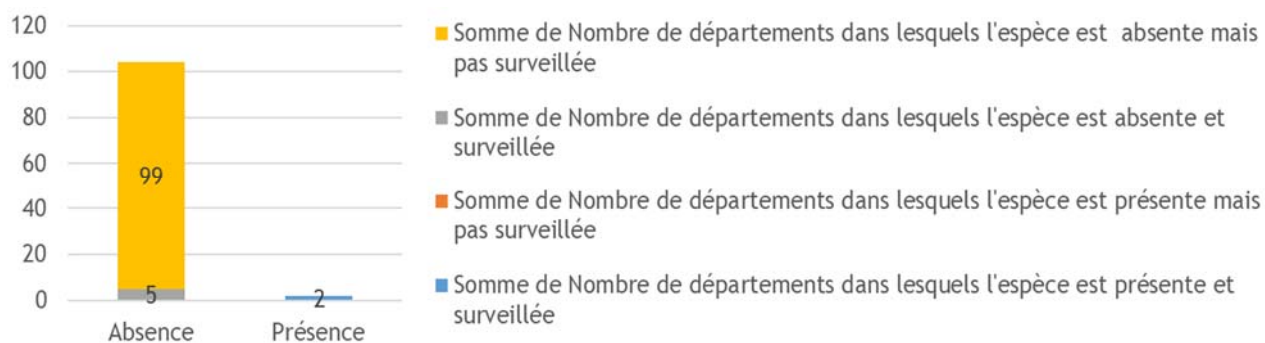 120
100
80
60
40
20
0
99
5
2
Absence
Présence
Somme de Nombre de départements dans lesquels l'espèce est absente mais
pas surveillée
Somme de Nombre de départements dans lesquels l'espèce est absente et
surveillée
Somme de Nombre de départements dans lesquels l'espèce est présente mais
pas surveillée
Somme de Nombre de départements dans lesquels l'espèce est présente et
surveillée